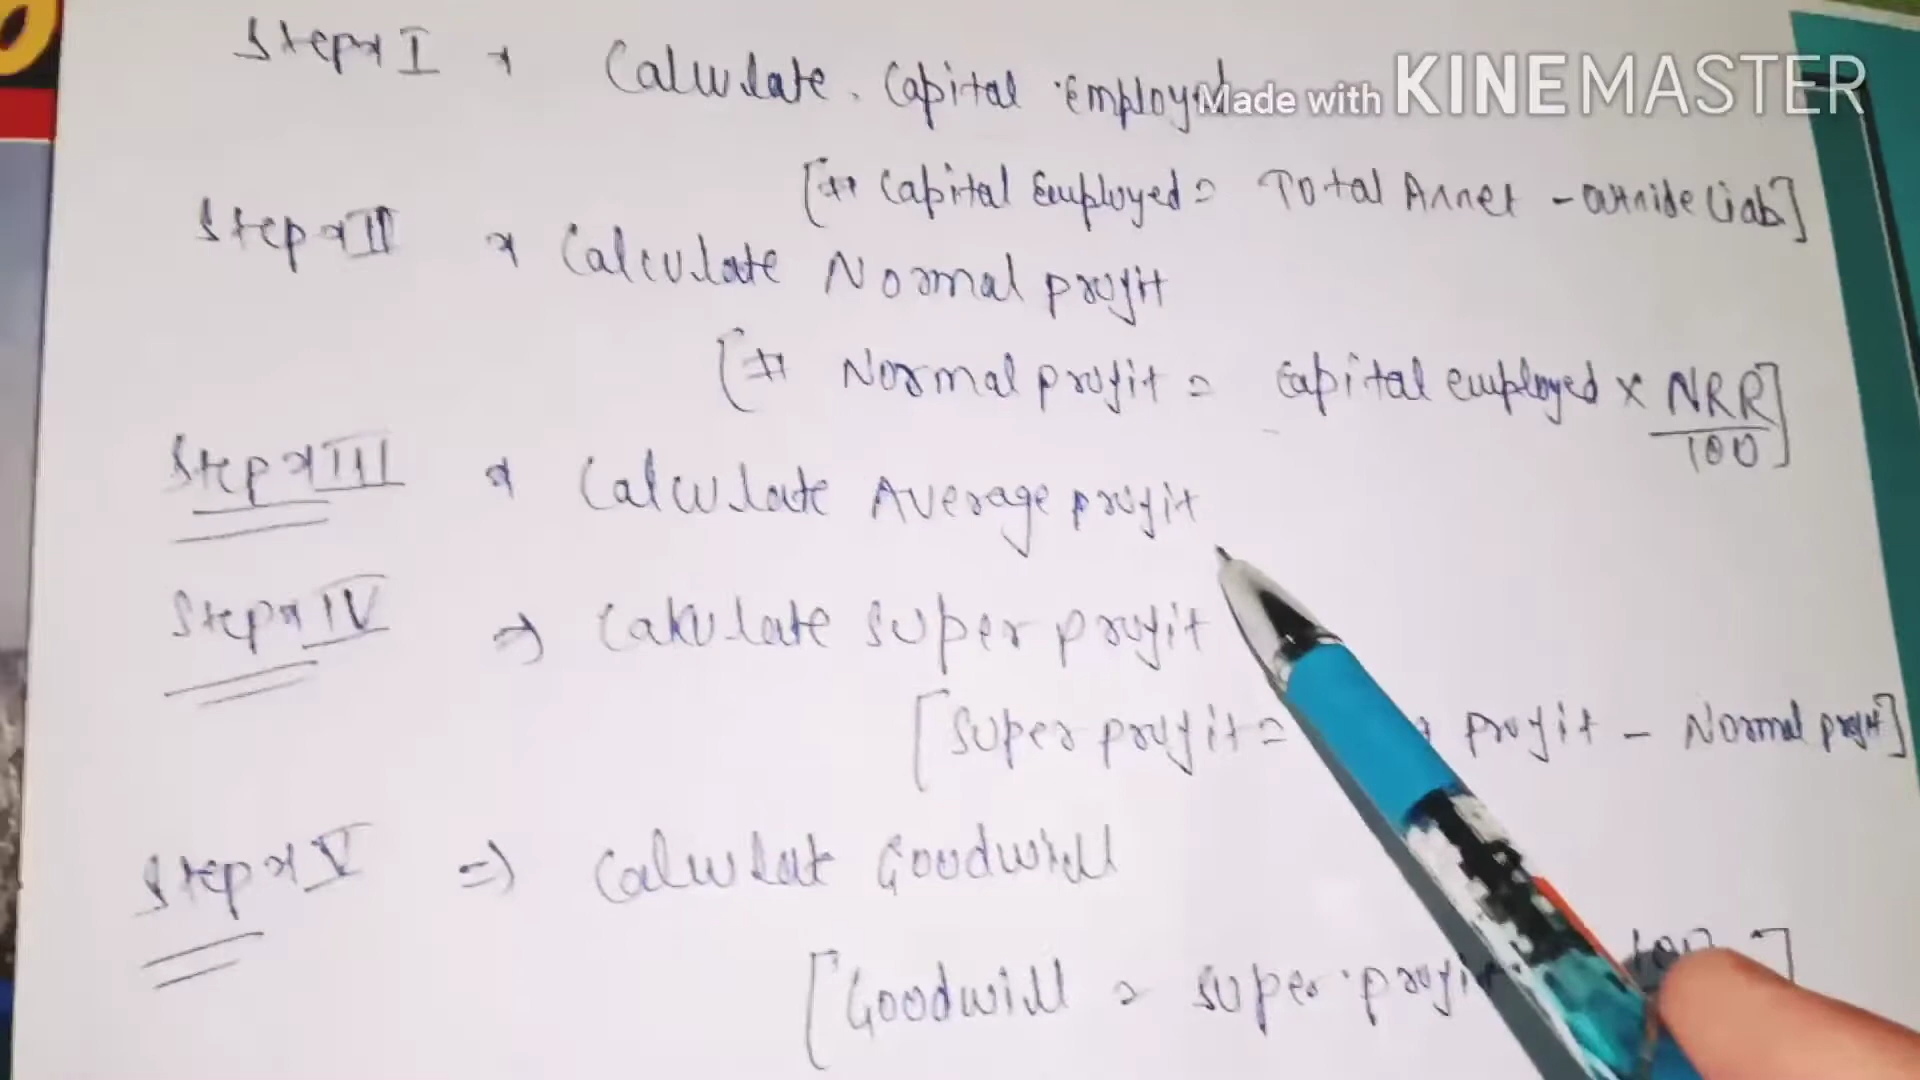 Step → I → Calculate. Capital Employed
Made with KINEMASTER
[# Capital Employed = Total Asset - outside liab]
Step → II → Calculate Normal profit
[# Normal profit = Capital employed × NRR/100]
Step → III → Calculate Average profit
Step → IV ⇒ Calculate super profit
[super profit = profit - Normal profit]
Step → V ⇒ Calculat Goodwill
[Goodwill = super profit 100 ]